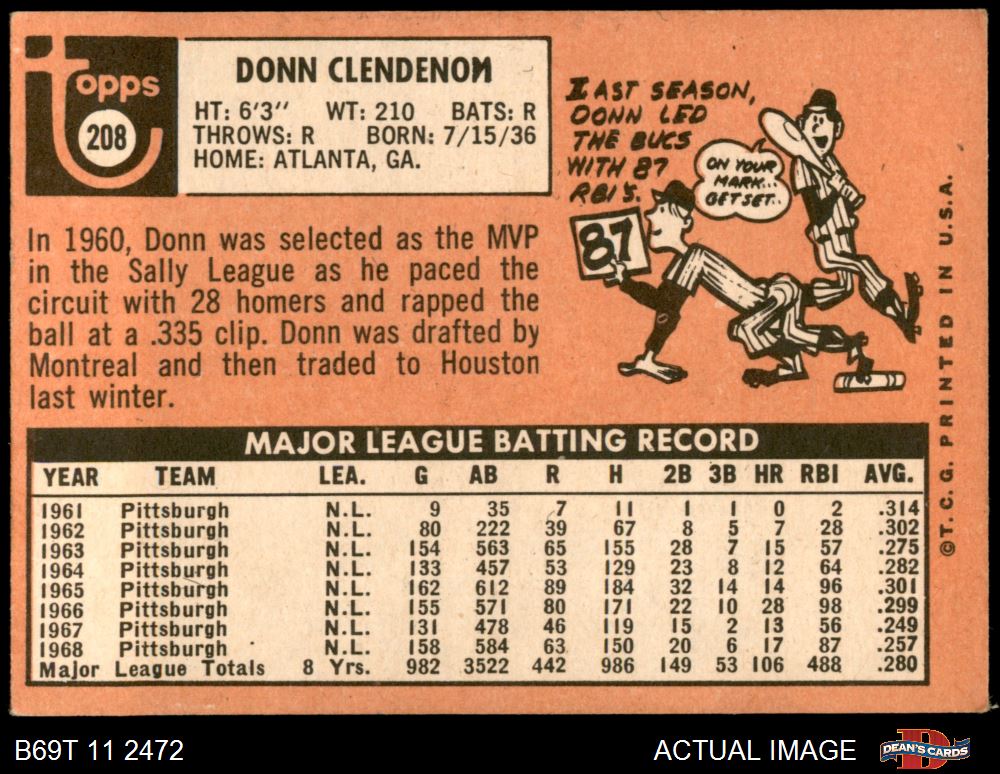 Topps
208
DONN CLENDENON
HT: 6'3" WT: 210 BATS: R
THROWS: R BORN: 7/15/36
HOME: ATLANTA, GA.
LAST SEASON,
DONN LED
THE BUCS
WITH 87
RBI'S.
ON YOUR
MARK...
GET SET..
87
In 1960, Donn was selected as the MVP
in the Sally League as he paced the
circuit with 28 homers and rapped the
ball at a .335 clip. Donn was drafted by
Montreal and then traded to Houston
last winter.
MAJOR LEAGUE BATTING RECORD
YEAR TEAM LEA. G AB R H 2B 3B HR RBI AVG.
1961 Pittsburgh N.L. 9 35 7 11 1 1 0 2 .314
1962 Pittsburgh N.L. 80 222 39 67 8 5 7 28 .302
1963 Pittsburgh N.L. 154 563 65 155 28 7 15 57 .275
1964 Pittsburgh N.L. 133 457 53 129 23 8 12 64 .282
1965 Pittsburgh N.L. 162 612 89 184 32 14 14 96 .301
1966 Pittsburgh N.L. 155 571 80 171 22 10 28 98 .299
1967 Pittsburgh N.L. 131 478 46 119 15 2 13 56 .249
1968 Pittsburgh N.L. 158 584 63 150 20 6 17 87 .257
Major League Totals 8 Yrs. 982 3522 442 986 149 53 106 488 .280
©T.C.G. PRINTED IN U.S.A.
B69T 11 2472
ACTUAL IMAGE
DEAN'S CARDS